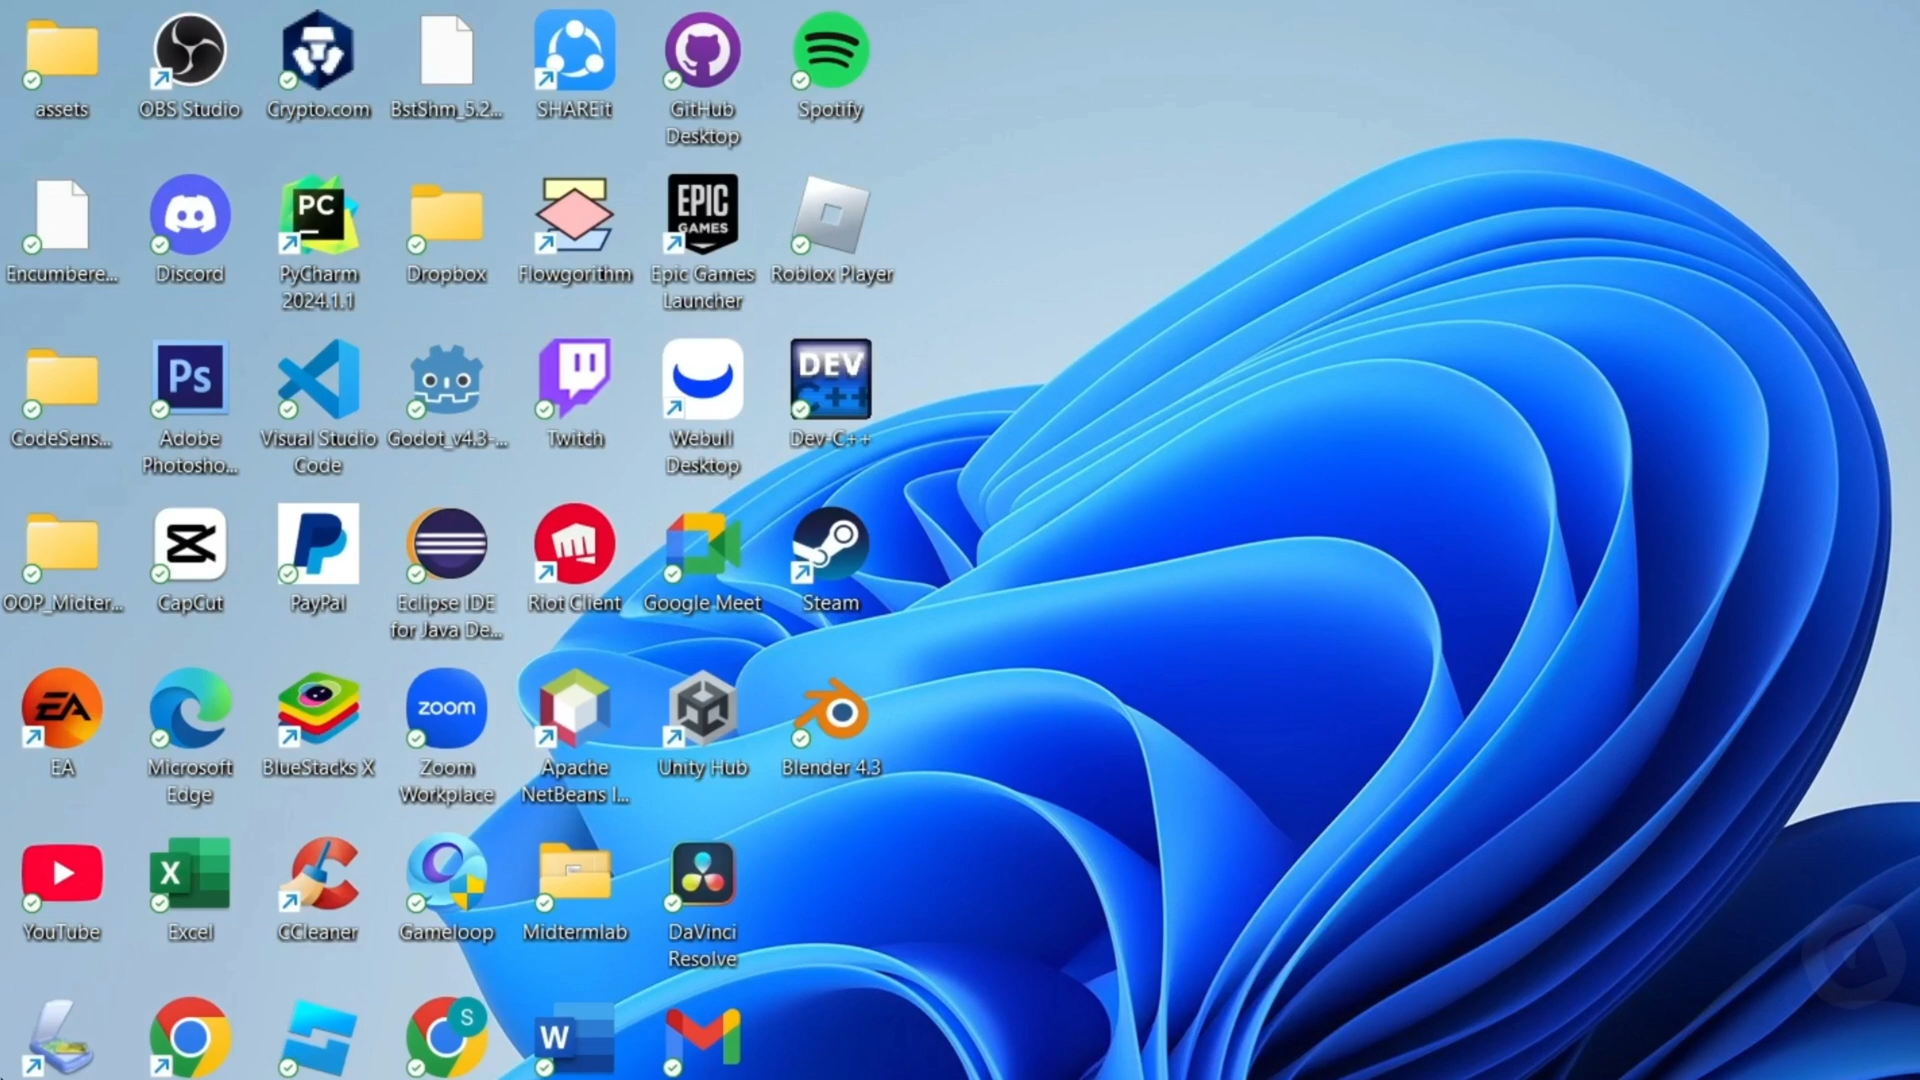 assets
OBS Studio
Crypto.com
BstShm_5.2...
SHAREit
GitHub
Desktop
Spotify
Encumbere...
Discord
PC
PyCharm
2024.1.1
Dropbox
Flowgorithm
EPIC
GAMES
Epic Games
Launcher
Roblox Player
CodeSens...
Ps
Adobe
Photosho...
Visual Studio
Code
Godot_v4.3-...
Twitch
Webull
Desktop
DEV
C++
Dev-C++
OOP_Midter...
CapCut
PayPal
Eclipse IDE
for Java De...
Riot Client
Google Meet
Steam
EA
EA
Microsoft
Edge
BlueStacks X
zoom
Zoom
Workplace
Apache
NetBeans I...
Unity Hub
Blender 4.3
YouTube
X
Excel
CCleaner
Gameloop
Midtermlab
DaVinci
Resolve
S
W